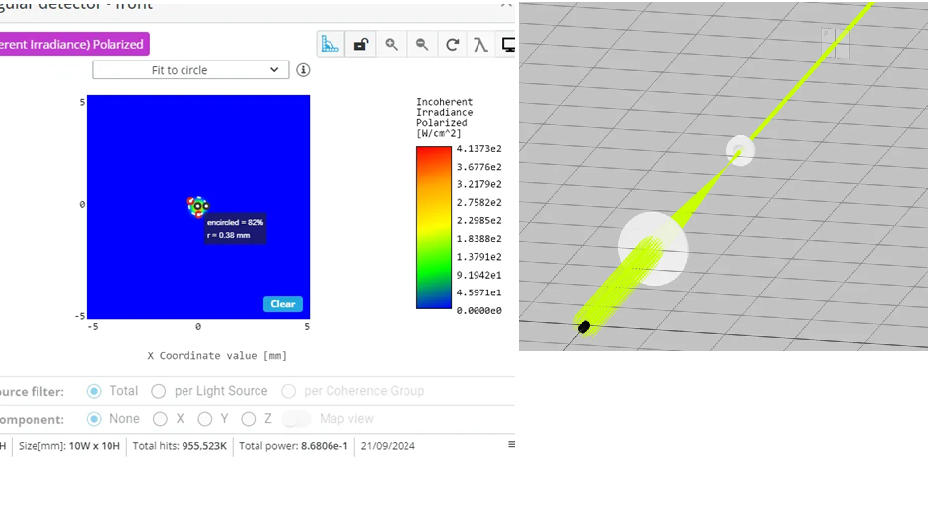 gular detector - front
erent Irradiance) Polarized
Fit to circle
Incoherent
Irradiance
Polarized
[W/cm^2]
5
0
-5
-5 0 5
encircled = 82%
r = 0.38 mm
Clear
4.1373e2
3.6776e2
3.2179e2
2.7582e2
2.2985e2
1.8388e2
1.3791e2
9.1942e1
4.5971e1
0.0000e0
X Coordinate value [mm]
ource filter: Total per Light Source per Coherence Group
omponent: None X Y Z Map view
H Size[mm]: 10W x 10H Total hits: 955,523K Total power: 8.6806e-1 21/09/2024